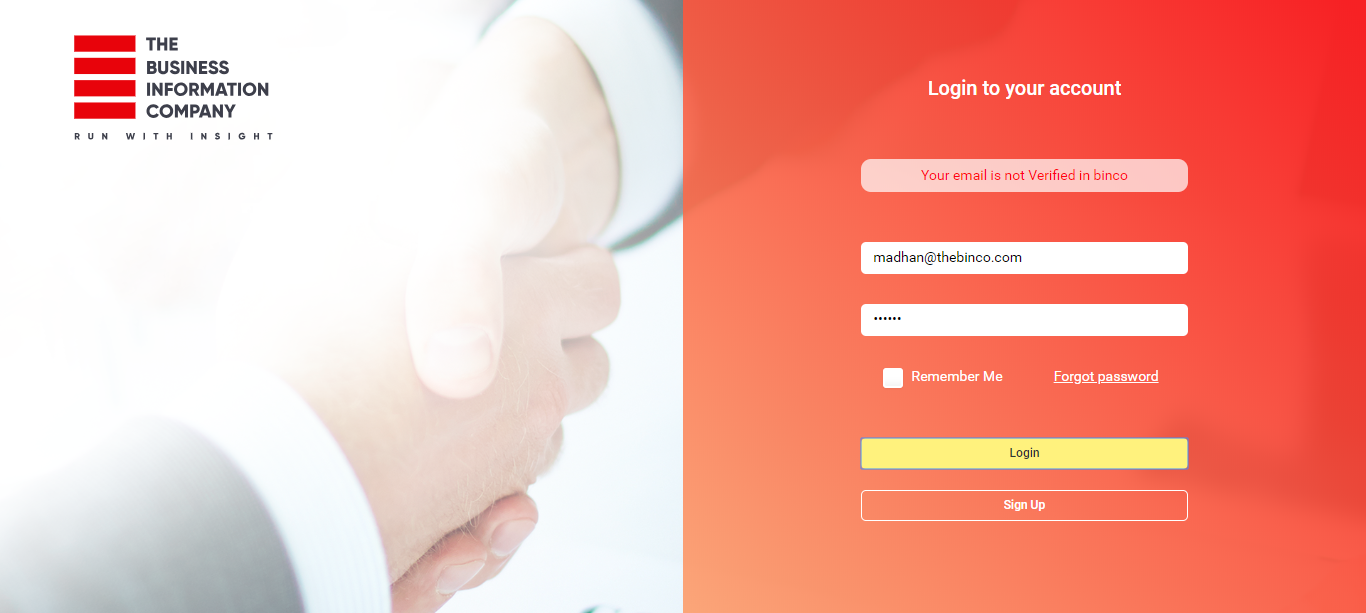 THE
BUSINESS
INFORMATION
COMPANY
RUN WITH INSIGHT
Login to your account
Your email is not Verified in binco
madhan@thebinco.com
••••••
Remember Me
Forgot password
Login
Sign Up